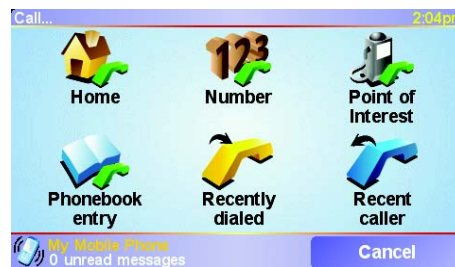 Call...
2:04pm
123
Home
Number
Point of
Interest
Phonebook
entry
Recently
dialed
Recent
caller
My Mobile Phone
0 unread messages
Cancel